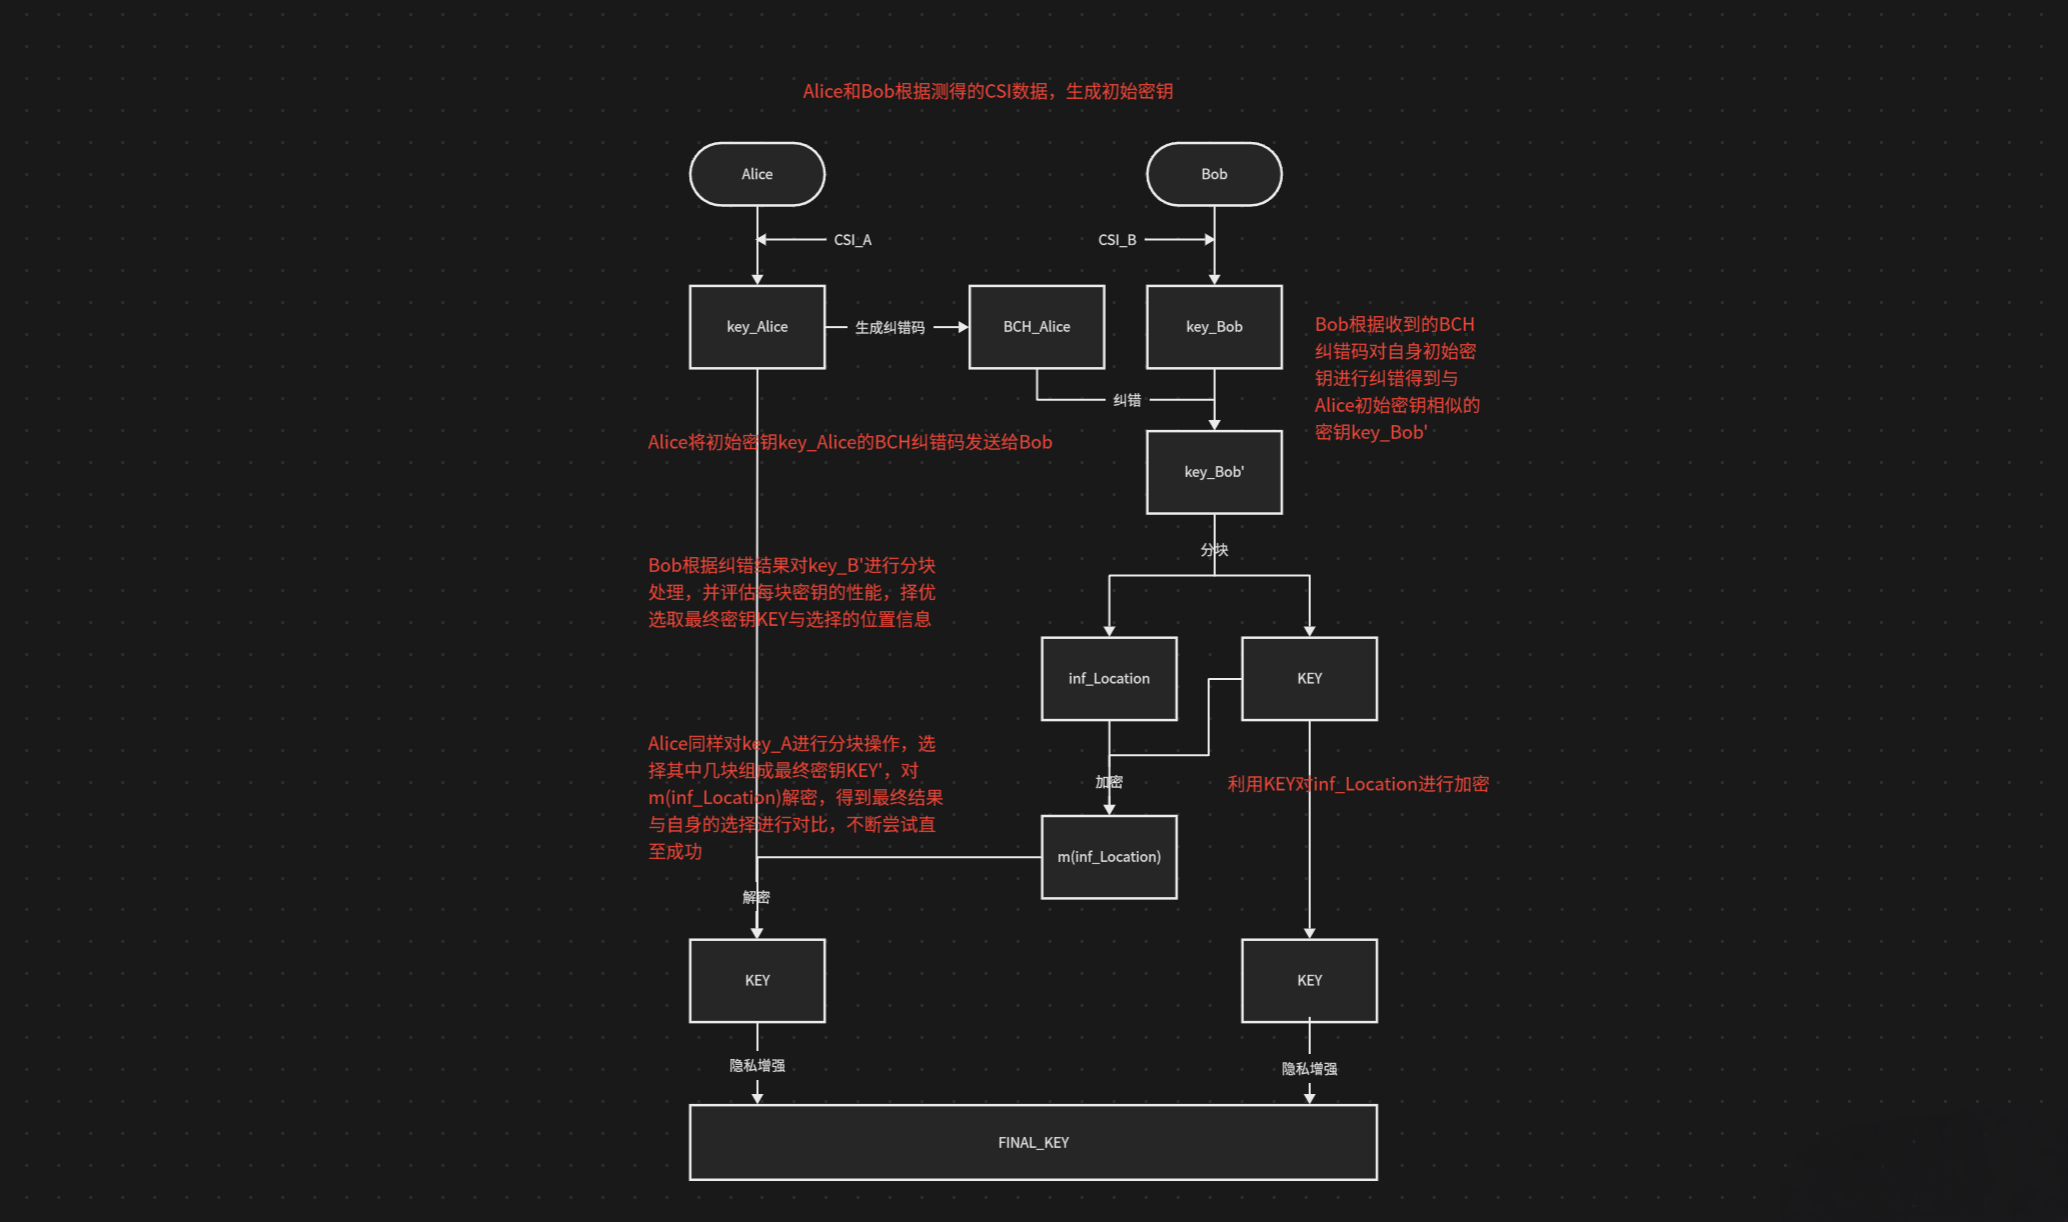 Alice和Bob根据测得的CSI数据，生成初始密钥
Alice
Bob
CSI_A
CSI_B
key_Alice
生成纠错码
BCH_Alice
key_Bob
Bob根据收到的BCH
纠错码对自身初始密
钥进行纠错得到与
Alice初始密钥相似的
密钥key_Bob'
纠错
Alice将初始密钥key_Alice的BCH纠错码发送给Bob
key_Bob'
分块
Bob根据纠错结果对key_B'进行分块
处理，并评估每块密钥的性能，择优
选取最终密钥KEY与选择的位置信息
inf_Location
KEY
Alice同样对key_A进行分块操作，选
择其中几块组成最终密钥KEY'，对
m(inf_Location)解密，得到最终结果
与自身的选择进行对比，不断尝试直
至成功
加密
利用KEY对inf_Location进行加密
m(inf_Location)
解密
KEY
KEY
隐私增强
隐私增强
FINAL_KEY